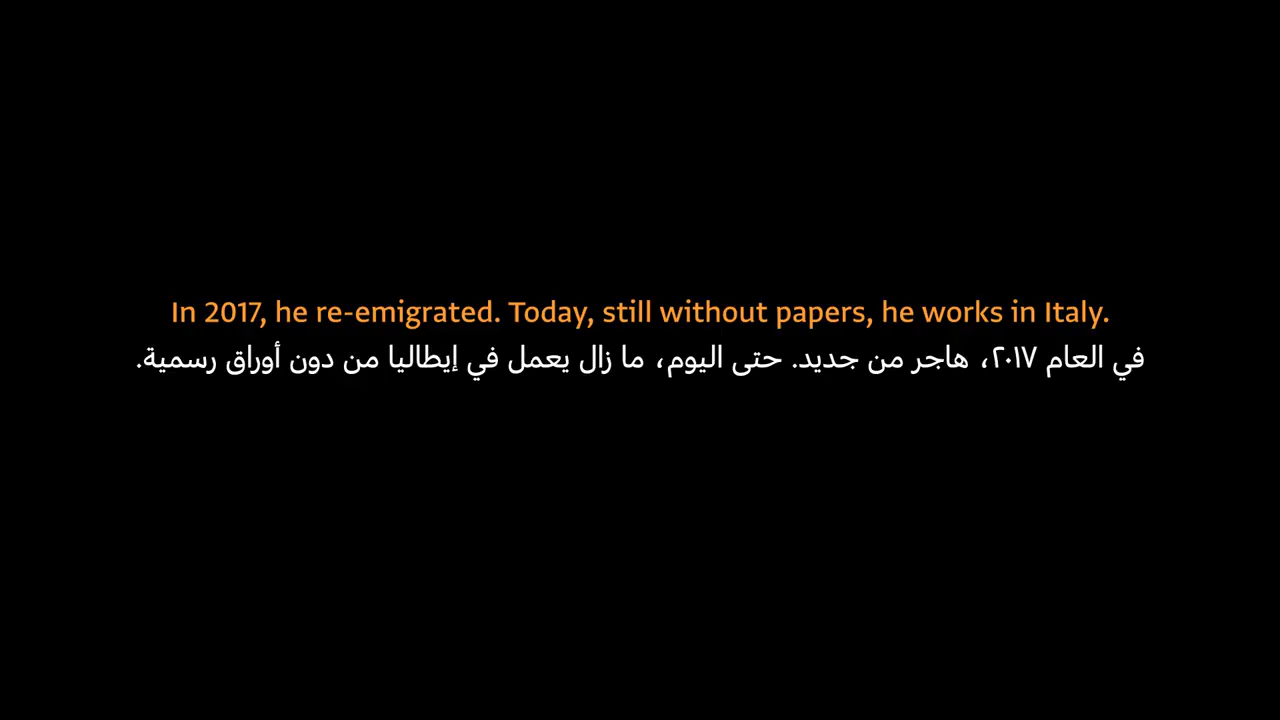 In 2017, he re-emigrated. Today, still without papers, he works in Italy.
في العام ٢٠١٧، هاجر من جديد. حتى اليوم، ما زال يعمل في إيطاليا من دون أوراق رسمية.